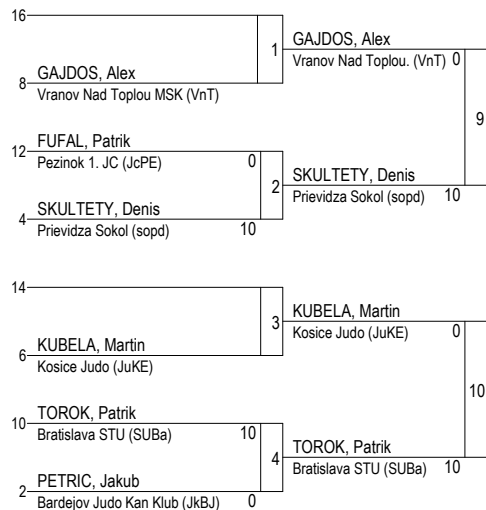 16
1
GAJDOS, Alex
Vranov Nad Toplou. (VnT) 0
8
GAJDOS, Alex
Vranov Nad Toplou MSK (VnT)
9
12
FUFAL, Patrik
Pezinok 1. JC (JcPE) 0
2
SKULTETY, Denis
Prievidza Sokol (sopd) 10
4
SKULTETY, Denis
Prievidza Sokol (sopd) 10
14
3
KUBELA, Martin
Kosice Judo (JuKE) 0
6
KUBELA, Martin
Kosice Judo (JuKE)
10
10
TOROK, Patrik
Bratislava STU (SUBa) 10
4
TOROK, Patrik
Bratislava STU (SUBa) 10
2
PETRIC, Jakub
Bardejov Judo Kan Klub (JkBJ) 0